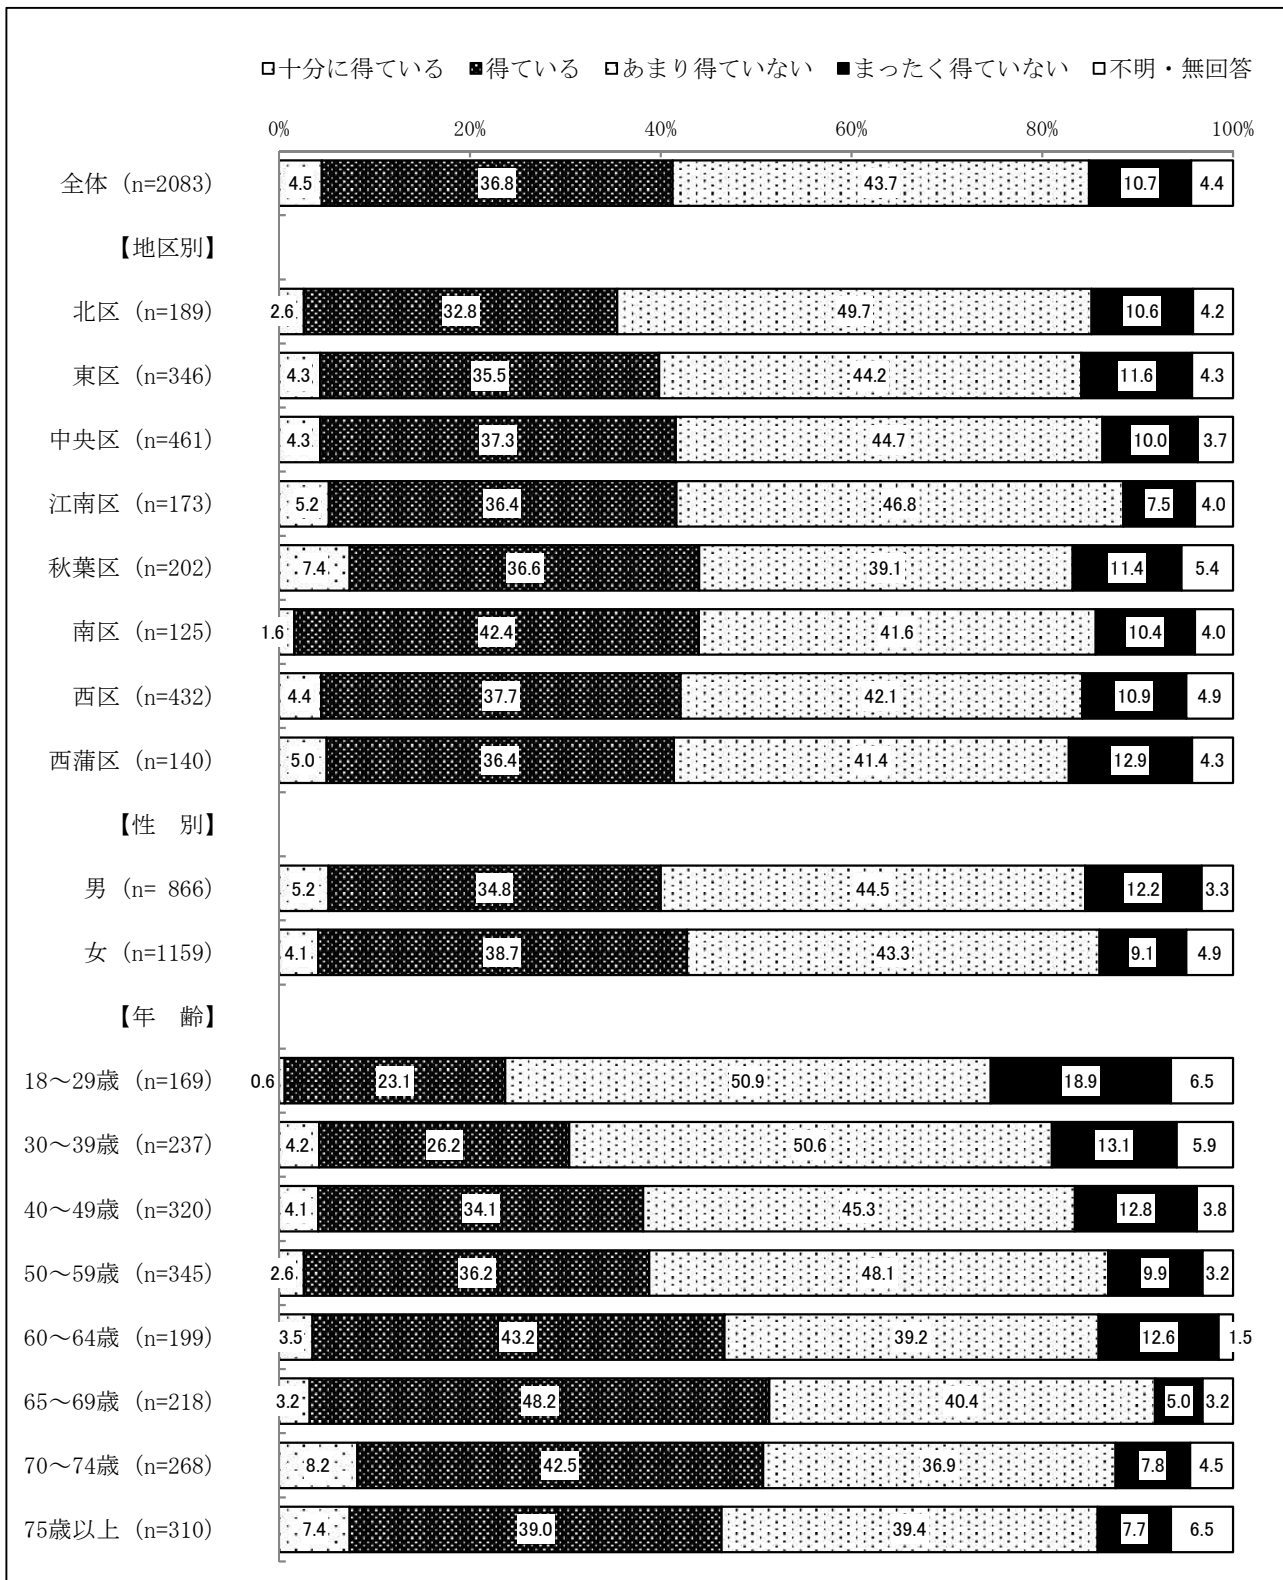 □十分に得ている ■得ている □あまり得ていない ■まったく得ていない □不明・無回答
0% 20% 40% 60% 80% 100%
全体 (n=2083) 4.5 36.8 43.7 10.7 4.4
【地区別】
北区 (n=189) 2.6 32.8 49.7 10.6 4.2
東区 (n=346) 4.3 35.5 44.2 11.6 4.3
中央区 (n=461) 4.3 37.3 44.7 10.0 3.7
江南区 (n=173) 5.2 36.4 46.8 7.5 4.0
秋葉区 (n=202) 7.4 36.6 39.1 11.4 5.4
南区 (n=125) 1.6 42.4 41.6 10.4 4.0
西区 (n=432) 4.4 37.7 42.1 10.9 4.9
西蒲区 (n=140) 5.0 36.4 41.4 12.9 4.3
【性 別】
男 (n= 866) 5.2 34.8 44.5 12.2 3.3
女 (n=1159) 4.1 38.7 43.3 9.1 4.9
【年 齢】
18～29歳 (n=169) 0.6 23.1 50.9 18.9 6.5
30～39歳 (n=237) 4.2 26.2 50.6 13.1 5.9
40～49歳 (n=320) 4.1 34.1 45.3 12.8 3.8
50～59歳 (n=345) 2.6 36.2 48.1 9.9 3.2
60～64歳 (n=199) 3.5 43.2 39.2 12.6 1.5
65～69歳 (n=218) 3.2 48.2 40.4 5.0 3.2
70～74歳 (n=268) 8.2 42.5 36.9 7.8 4.5
75歳以上 (n=310) 7.4 39.0 39.4 7.7 6.5